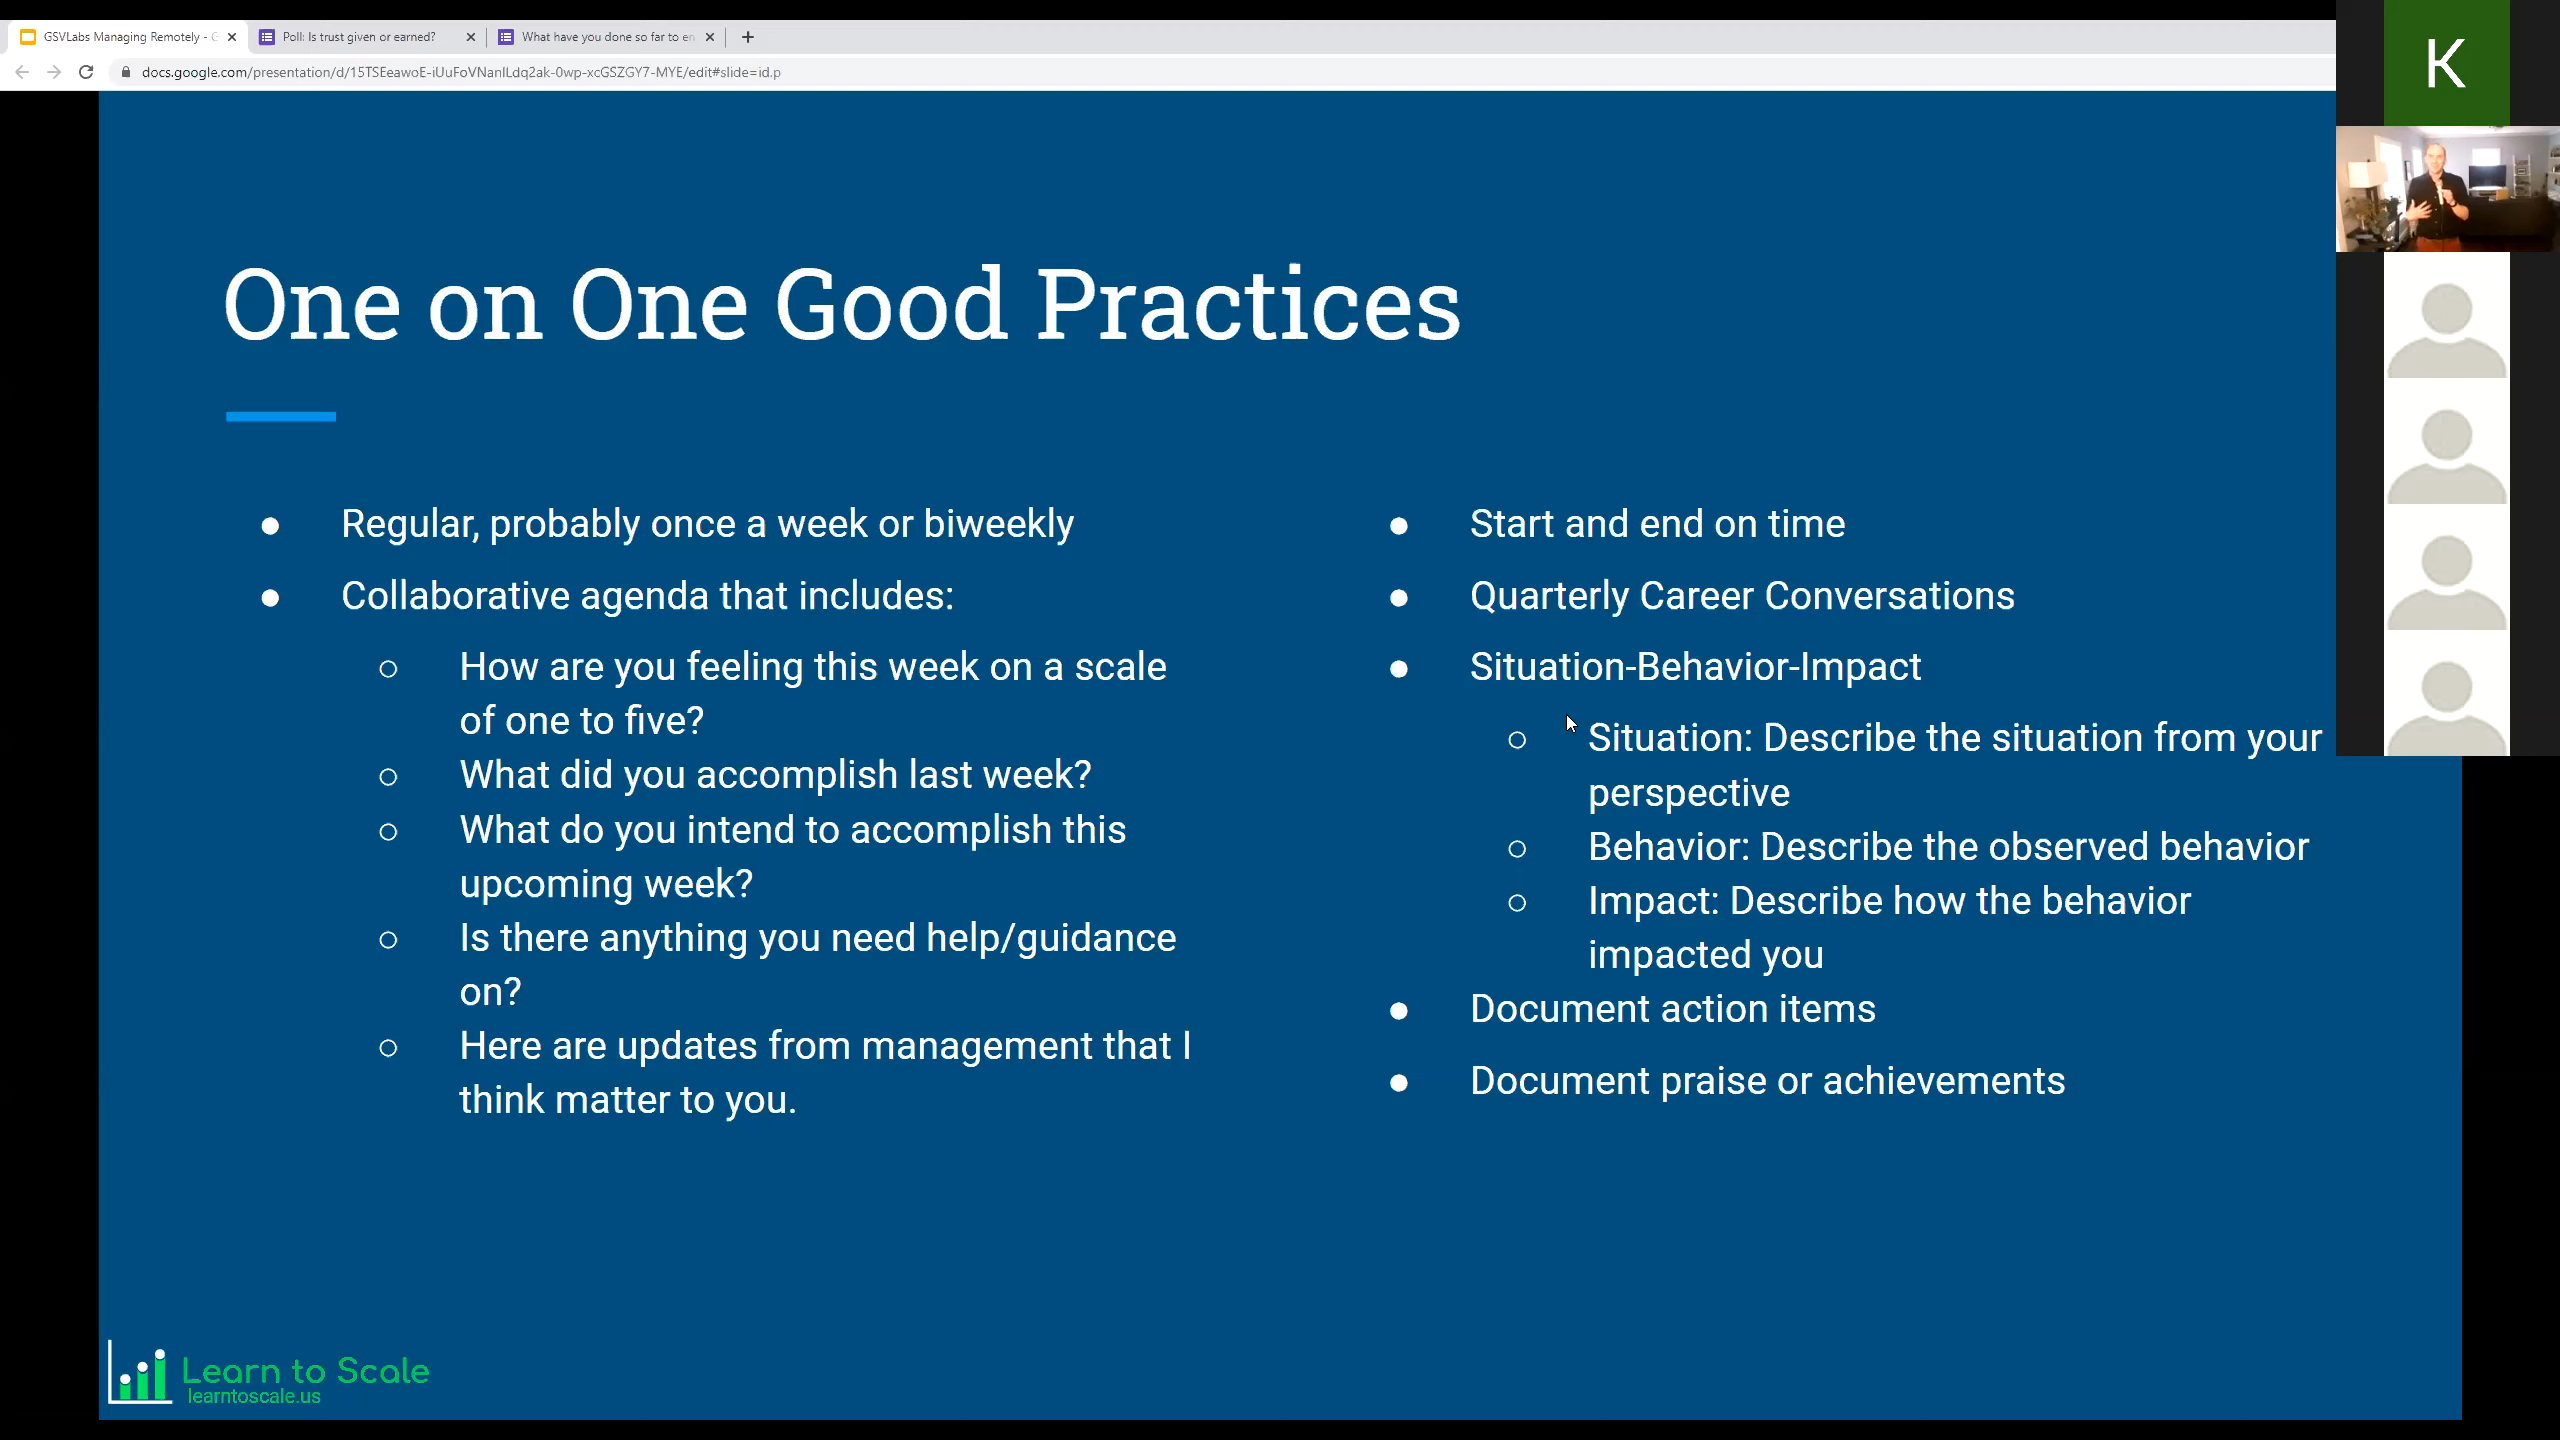 GSVLabs Managing Remotely - G
Poll: Is trust given or earned?
What have you done so far to en
docs.google.com/presentation/d/15TSEeawoE-iUuFoVNanILdq2ak-0wp-xcGSZGY7-MYE/edit#slide=id.p
K
One on One Good Practices
Regular, probably once a week or biweekly
Collaborative agenda that includes:
How are you feeling this week on a scale
of one to five?
What did you accomplish last week?
What do you intend to accomplish this
upcoming week?
Is there anything you need help/guidance
on?
Here are updates from management that I
think matter to you.
Start and end on time
Quarterly Career Conversations
Situation-Behavior-Impact
Situation: Describe the situation from your
perspective
Behavior: Describe the observed behavior
Impact: Describe how the behavior
impacted you
Document action items
Document praise or achievements
Learn to Scale
learntoscale.us